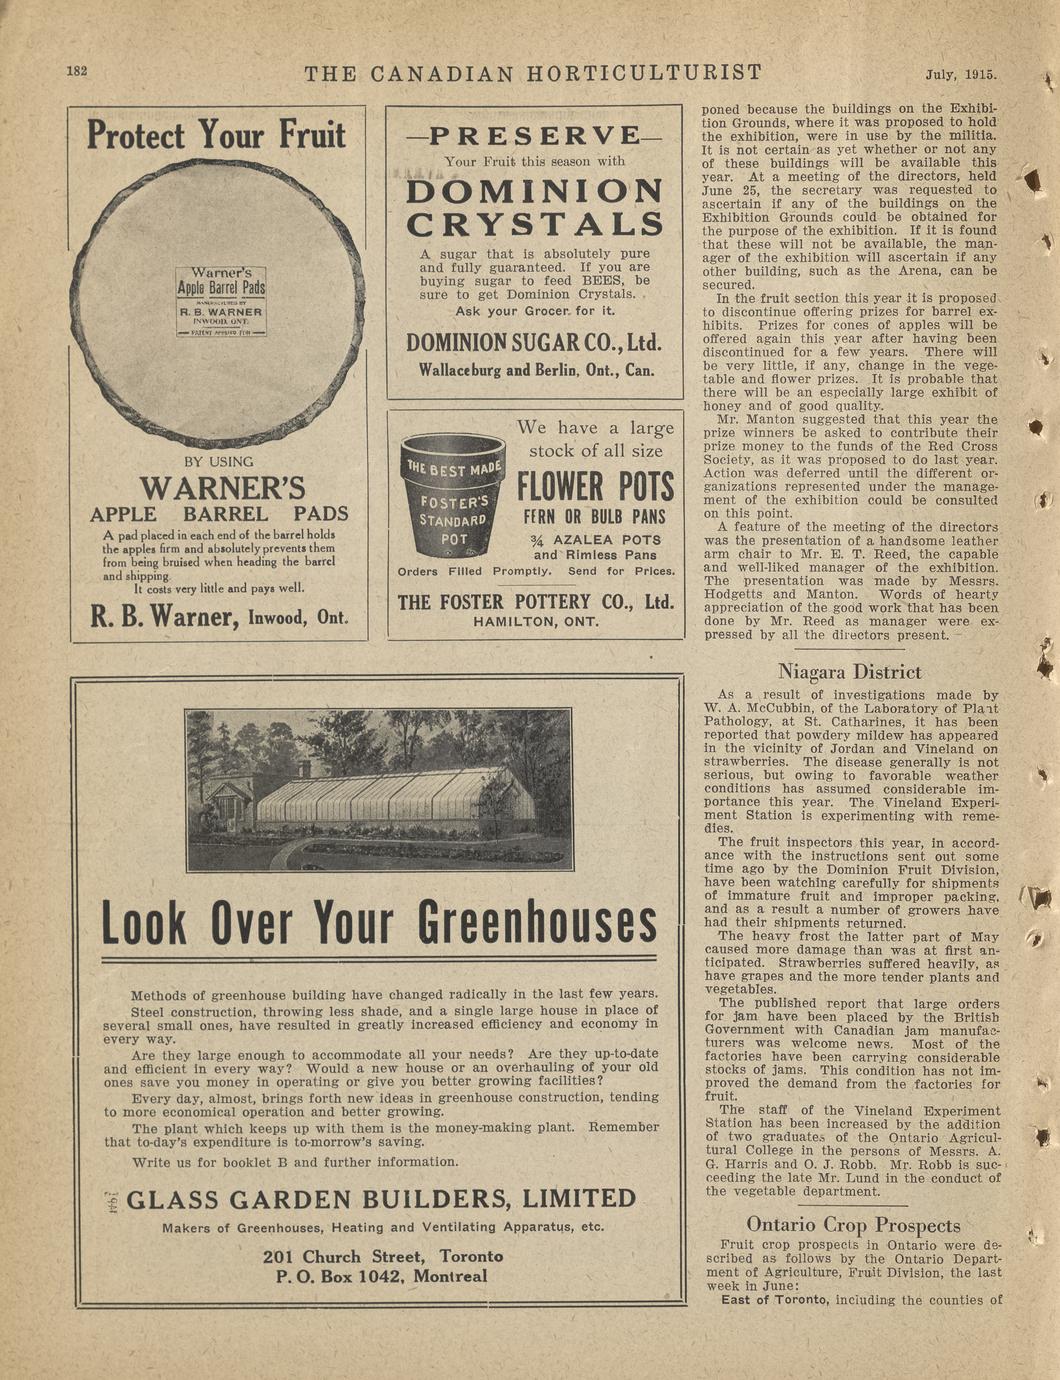 182
THE CANADIAN HORTICULTURIST
July, 1915.
Protect Your Fruit
Warner's
Apple Barrel Pads
MANUFACTURED BY
R. B. WARNER
INWOOD, ONT.
PATENT APPLIED FOR
BY USING
WARNER'S
APPLE BARREL PADS
A pad placed in each end of the barrel holds
the apples firm and absolutely prevents them
from being bruised when heading the barrel
and shipping.
It costs very little and pays well.
R. B. Warner, Inwood, Ont.
—PRESERVE—
Your Fruit this season with
DOMINION
CRYSTALS
A sugar that is absolutely pure
and fully guaranteed. If you are
buying sugar to feed BEES, be
sure to get Dominion Crystals.
Ask your Grocer for it.
DOMINION SUGAR CO., Ltd.
Wallaceburg and Berlin, Ont., Can.
THE BEST MADE
FOSTER'S
STANDARD
POT
We have a large
stock of all size
FLOWER POTS
FERN OR BULB PANS
¾ AZALEA POTS
and Rimless Pans
Orders Filled Promptly. Send for Prices.
THE FOSTER POTTERY CO., Ltd.
HAMILTON, ONT.
Look Over Your Greenhouses
Methods of greenhouse building have changed radically in the last few years.
Steel construction, throwing less shade, and a single large house in place of
several small ones, have resulted in greatly increased efficiency and economy in
every way.
Are they large enough to accommodate all your needs? Are they up-to-date
and efficient in every way? Would a new house or an overhauling of your old
ones save you money in operating or give you better growing facilities?
Every day, almost, brings forth new ideas in greenhouse construction, tending
to more economical operation and better growing.
The plant which keeps up with them is the money-making plant. Remember
that to-day's expenditure is to-morrow's saving.
Write us for booklet B and further information.
GLASS GARDEN BUILDERS, LIMITED
Makers of Greenhouses, Heating and Ventilating Apparatus, etc.
201 Church Street, Toronto
P. O. Box 1042, Montreal
poned because the buildings on the Exhibi-
tion Grounds, where it was proposed to hold
the exhibition, were in use by the militia.
It is not certain as yet whether or not any
of these buildings will be available this
year. At a meeting of the directors, held
June 25, the secretary was requested to
ascertain if any of the buildings on the
Exhibition Grounds could be obtained for
the purpose of the exhibition. If it is found
that these will not be available, the man-
ager of the exhibition will ascertain if any
other building, such as the Arena, can be
secured.
In the fruit section this year it is proposed
to discontinue offering prizes for barrel ex-
hibits. Prizes for cones of apples will be
offered again this year after having been
discontinued for a few years. There will
be very little, if any, change in the vege-
table and flower prizes. It is probable that
there will be an especially large exhibit of
honey and of good quality.
Mr. Manton suggested that this year the
prize winners be asked to contribute their
prize money to the funds of the Red Cross
Society, as it was proposed to do last year.
Action was deferred until the different or-
ganizations represented under the manage-
ment of the exhibition could be consulted
on this point.
A feature of the meeting of the directors
was the presentation of a handsome leather
arm chair to Mr. E. T. Reed, the capable
and well-liked manager of the exhibition.
The presentation was made by Messrs.
Hodgetts and Manton. Words of hearty
appreciation of the good work that has been
done by Mr. Reed as manager were ex-
pressed by all the directors present.
Niagara District
As a result of investigations made by
W. A. McCubbin, of the Laboratory of Plant
Pathology, at St. Catharines, it has been
reported that powdery mildew has appeared
in the vicinity of Jordan and Vineland on
strawberries. The disease generally is not
serious, but owing to favorable weather
conditions has assumed considerable im-
portance this year. The Vineland Experi-
ment Station is experimenting with reme-
dies.
The fruit inspectors this year, in accord-
ance with the instructions sent out some
time ago by the Dominion Fruit Division,
have been watching carefully for shipments
of immature fruit and improper packing,
and as a result a number of growers have
had their shipments returned.
The heavy frost the latter part of May
caused more damage than was at first an-
ticipated. Strawberries suffered heavily, as
have grapes and the more tender plants and
vegetables.
The published report that large orders
for jam have been placed by the British
Government with Canadian jam manufac-
turers was welcome news. Most of the
factories have been carrying considerable
stocks of jams. This condition has not im-
proved the demand from the factories for
fruit.
The staff of the Vineland Experiment
Station has been increased by the addition
of two graduates of the Ontario Agricul-
tural College in the persons of Messrs. A.
G. Harris and O. J. Robb. Mr. Robb is suc-
ceeding the late Mr. Lund in the conduct of
the vegetable department.
Ontario Crop Prospects
Fruit crop prospects in Ontario were de-
scribed as follows by the Ontario Depart-
ment of Agriculture, Fruit Division, the last
week in June:
East of Toronto, including the counties of